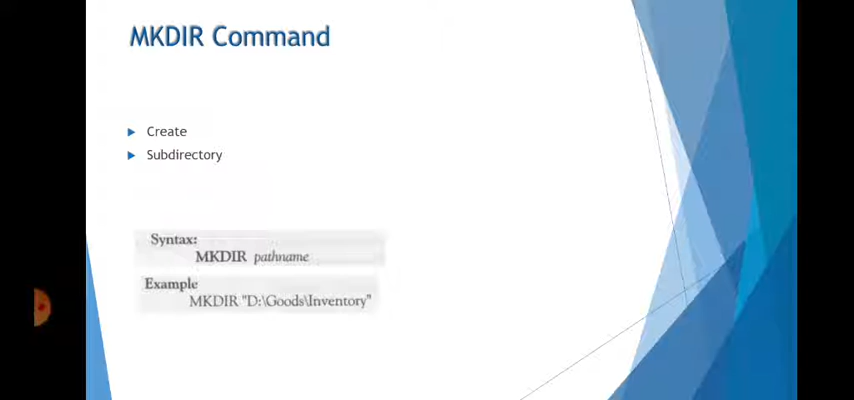 MKDIR Command
Create
Subdirectory
Syntax:
MKDIR pathname
Example
MKDIR "D:\Goods\Inventory"